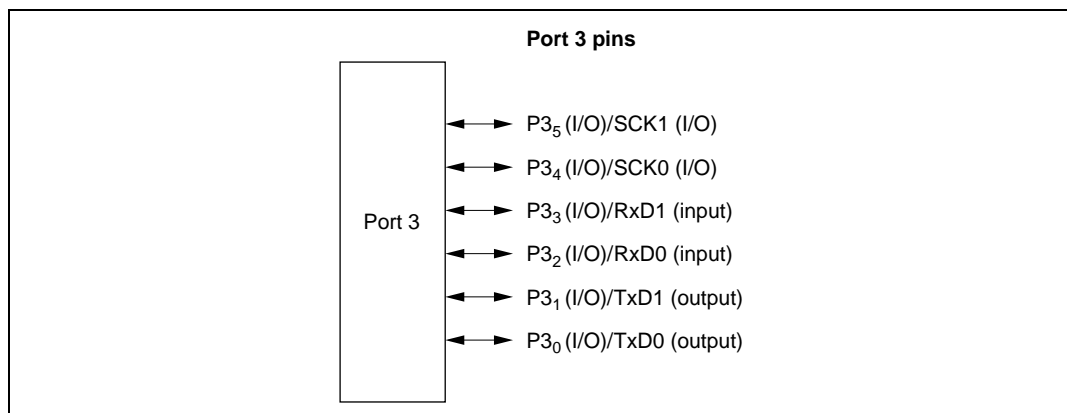 Port 3 pins
Port 3
P3₅ (I/O)/SCK1 (I/O)
P3₄ (I/O)/SCK0 (I/O)
P3₃ (I/O)/RxD1 (input)
P3₂ (I/O)/RxD0 (input)
P3₁ (I/O)/TxD1 (output)
P3₀ (I/O)/TxD0 (output)